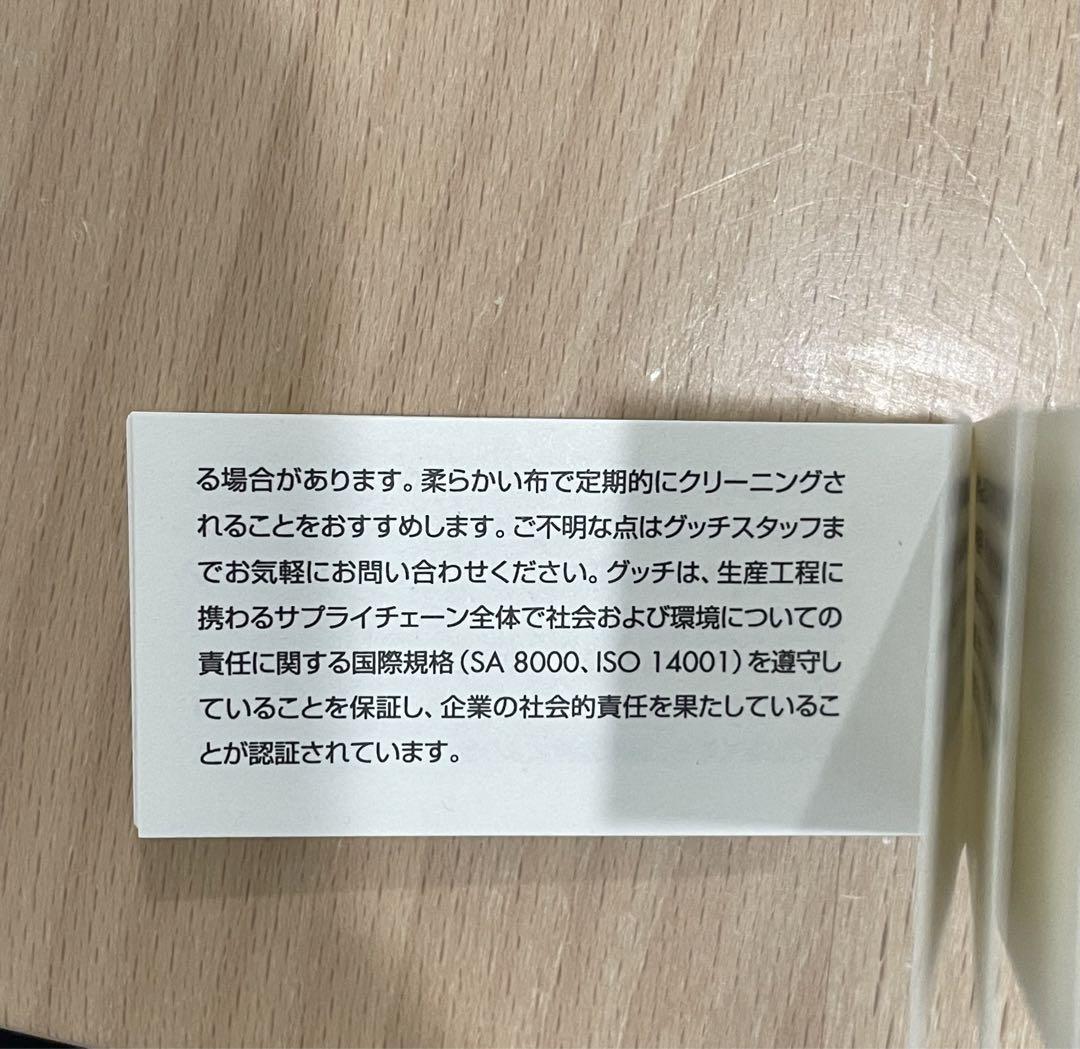 る場合があります。柔らかい布で定期的にクリーニングさ
れることをおすすめします。ご不明な点はグッチスタッフま
でお気軽にお問い合わせください。グッチは、生産工程に
携わるサプライチェーン全体で社会および環境についての
責任に関する国際規格（SA 8000、ISO 14001）を遵守し
ていることを保証し、企業の社会的責任を果たしているこ
とが認証されています。